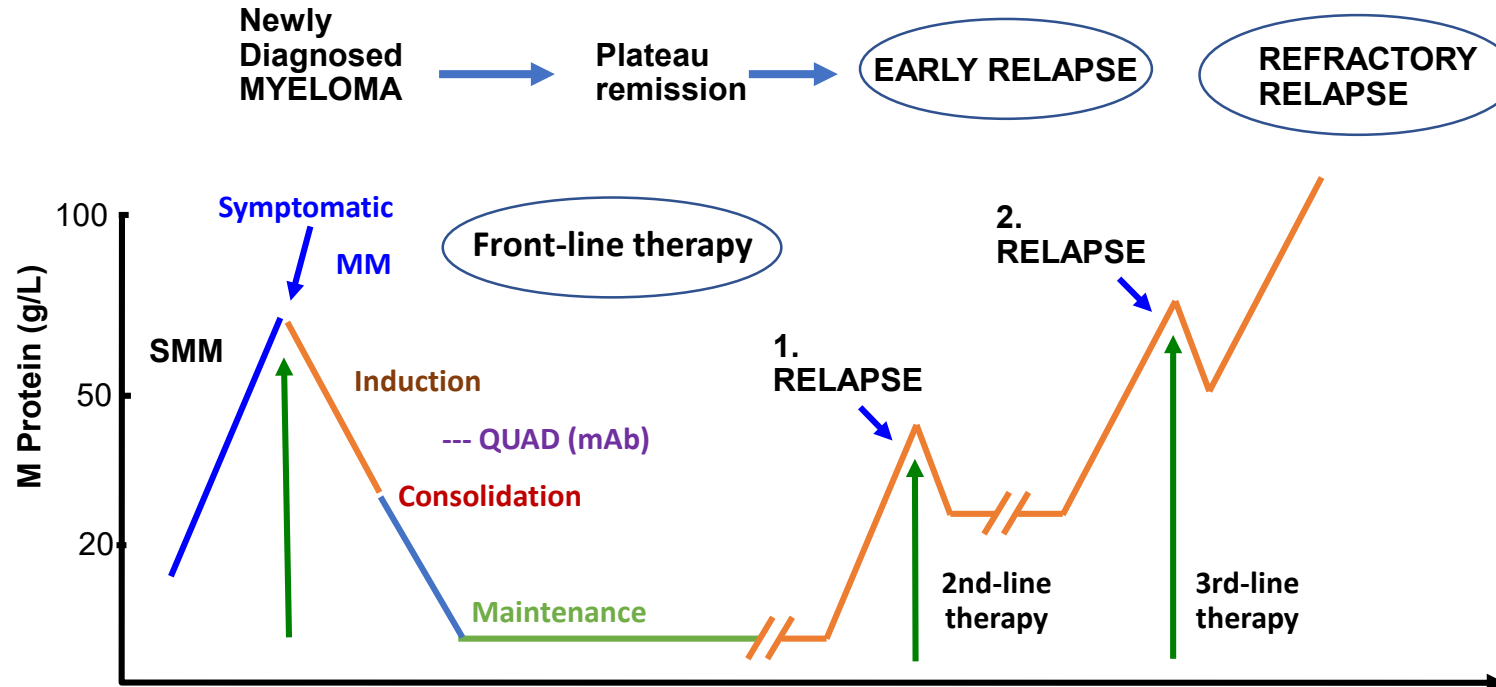 Newly
Diagnosed
MYELOMA
Plateau
remission
EARLY RELAPSE
REFRACTORY
RELAPSE
100
50
20
M Protein (g/L)
Symptomatic
MM
SMM
Front-line therapy
Induction
--- QUAD (mAb)
Consolidation
Maintenance
1.
RELAPSE
2nd-line
therapy
2.
RELAPSE
3rd-line
therapy